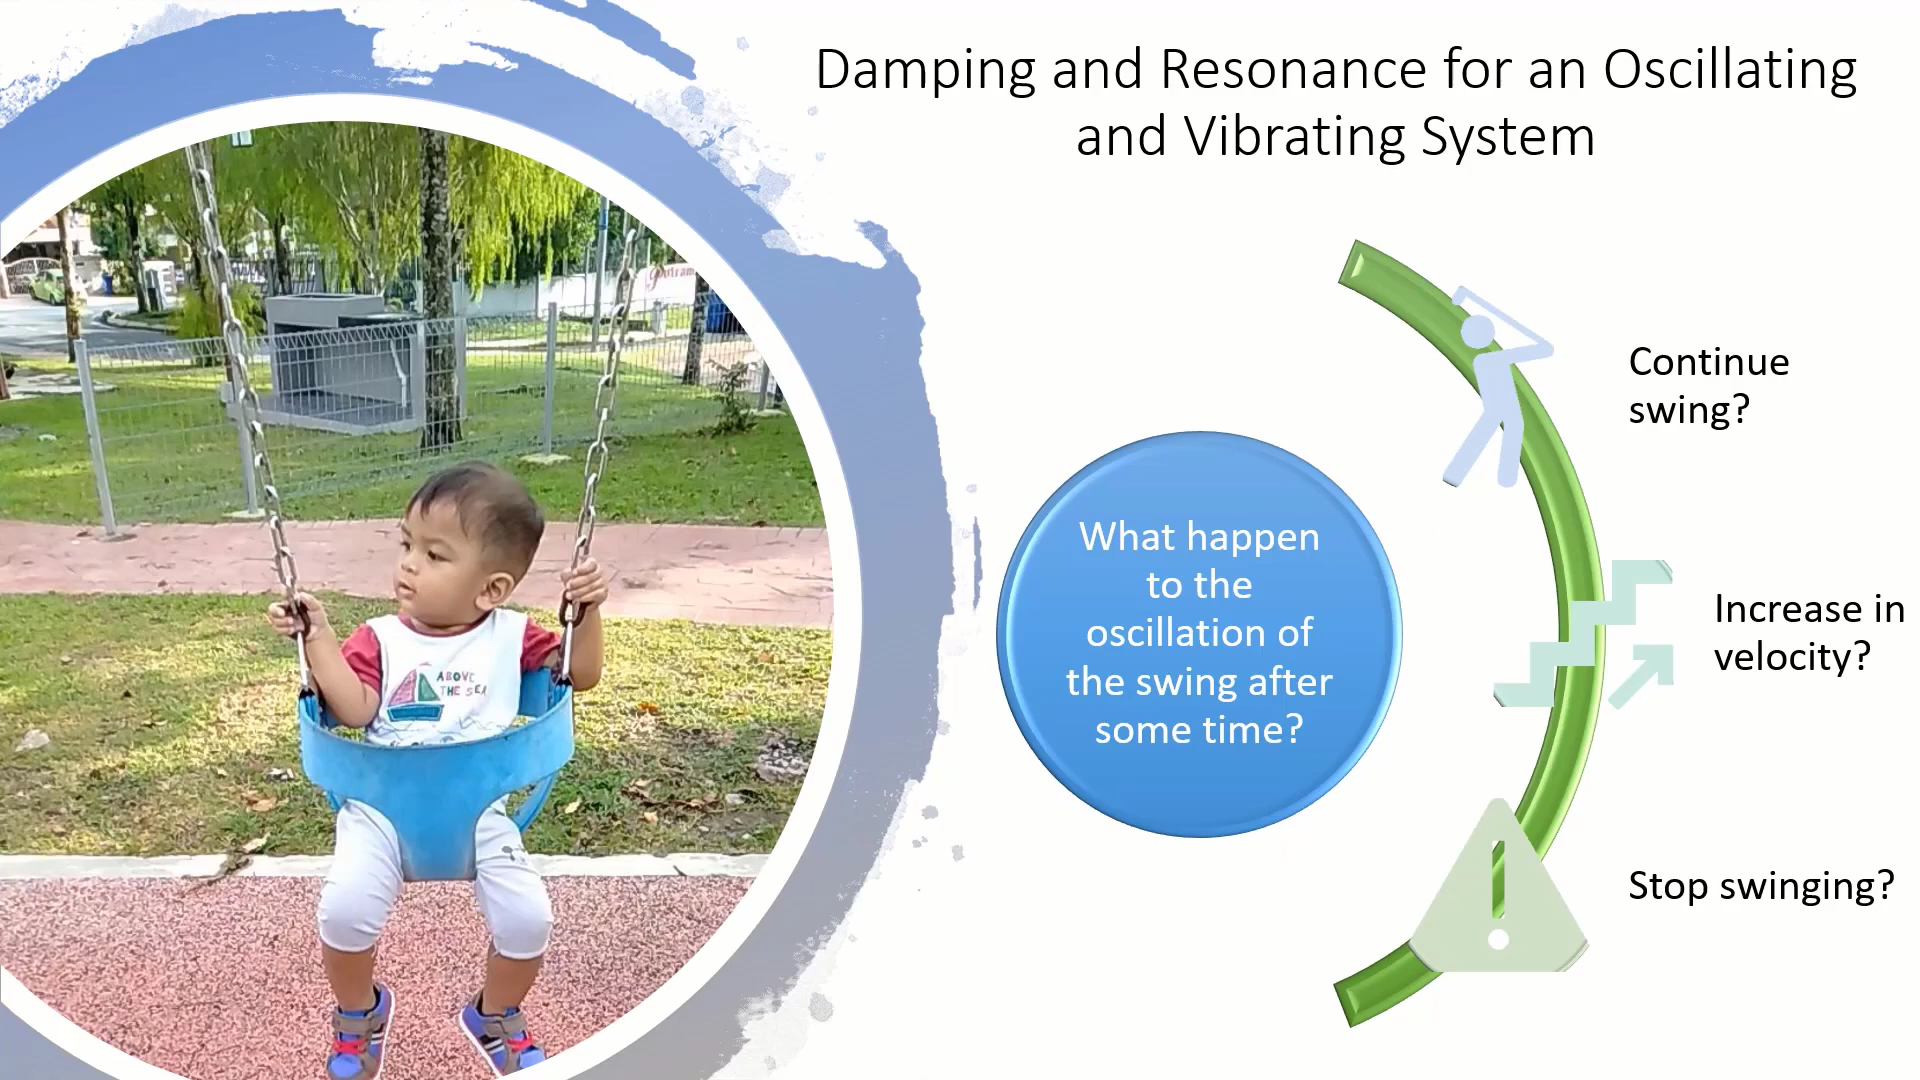 Damping and Resonance for an Oscillating
and Vibrating System
What happen
to the
oscillation of
the swing after
some time?
Continue
swing?
Increase in
velocity?
Stop swinging?
ABOVE
THE SEA